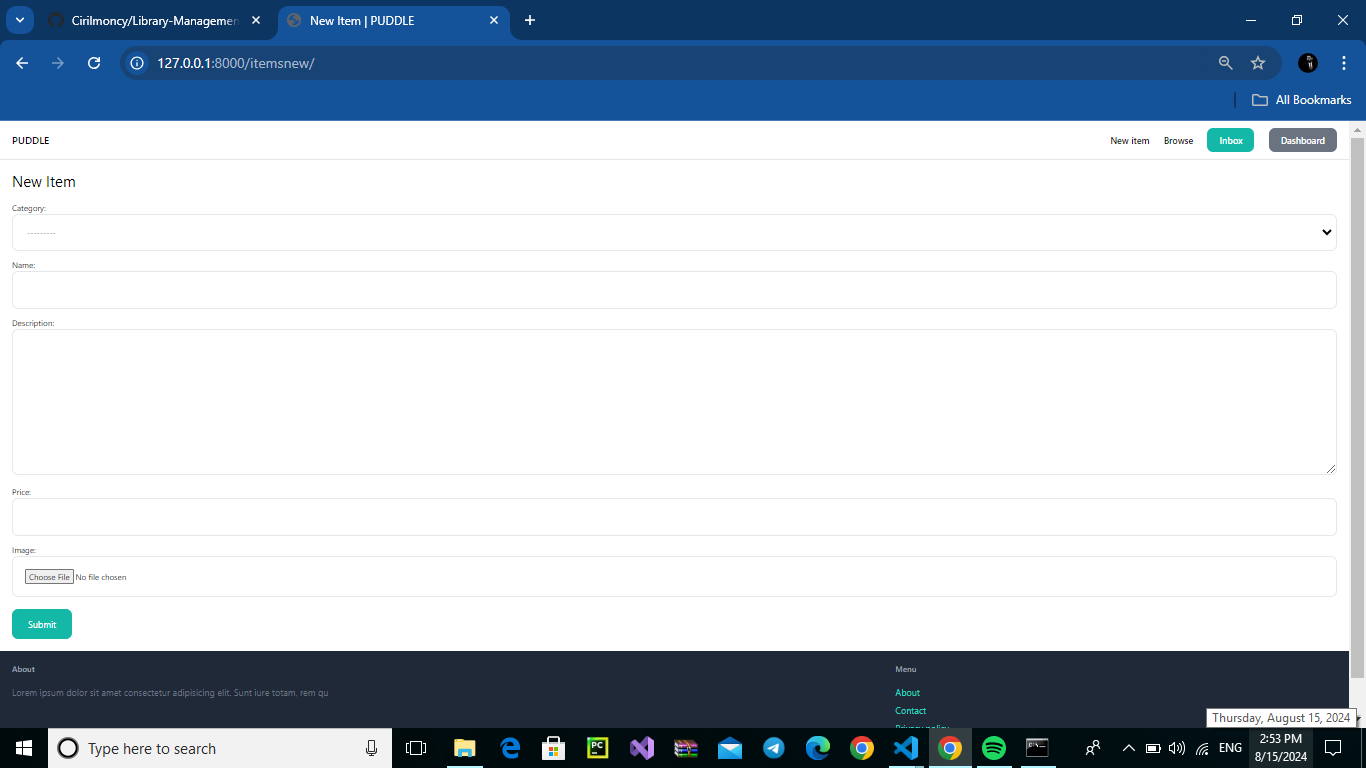 Cirilmoncy/Library-Managemen
New Item | PUDDLE
127.0.0.1:8000/itemsnew/
All Bookmarks
PUDDLE
New item
Browse
Inbox
Dashboard
New Item
Category:
---------
Name:
Description:
Price:
Image:
Choose File No file chosen
Submit
About
Menu
Lorem ipsum dolor sit amet consectetur adipisicing elit. Sunt iure totam, rem qu
About
Contact
Privacy policy
Thursday, August 15, 2024
Type here to search
ENG
2:53 PM
8/15/2024